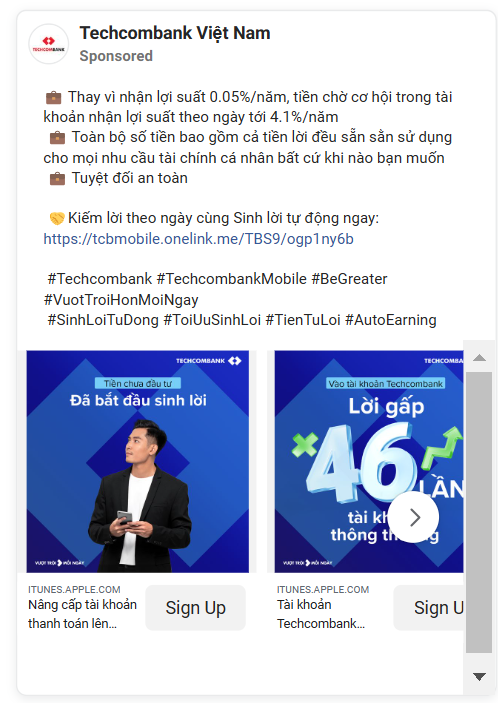 TECHCOMBANK
Techcombank Việt Nam
Sponsored
💼 Thay vì nhận lợi suất 0.05%/năm, tiền chờ cơ hội trong tài
khoản nhận lợi suất theo ngày tới 4.1%/năm
💼 Toàn bộ số tiền bao gồm cả tiền lời đều sẵn sẳn sử dụng
cho mọi nhu cầu tài chính cá nhân bất cứ khi nào bạn muốn
💼 Tuyệt đối an toàn
🤝 Kiếm lời theo ngày cùng Sinh lời tự động ngay:
https://tcbmobile.onelink.me/TBS9/ogp1ny6b
#Techcombank #TechcombankMobile #BeGreater
#VuotTroiHonMoiNgay
#SinhLoiTuDong #ToiUuSinhLoi #TienTuLoi #AutoEarning
TECHCOMBANK
Tiền chưa đầu tư
Đã bắt đầu sinh lời
VƯỢT TRỘI MỖI NGÀY
ITUNES.APPLE.COM
Nâng cấp tài khoản
thanh toán lên…
Sign Up
TECHCOMBANK
Vào tài khoản Techcombank
Lời gấp
46
LẦN
tài
thông
VƯỢT TRỘI MỖI NGÀY
ITUNES.APPLE.COM
Tài khoản
Techcombank…
Sign U